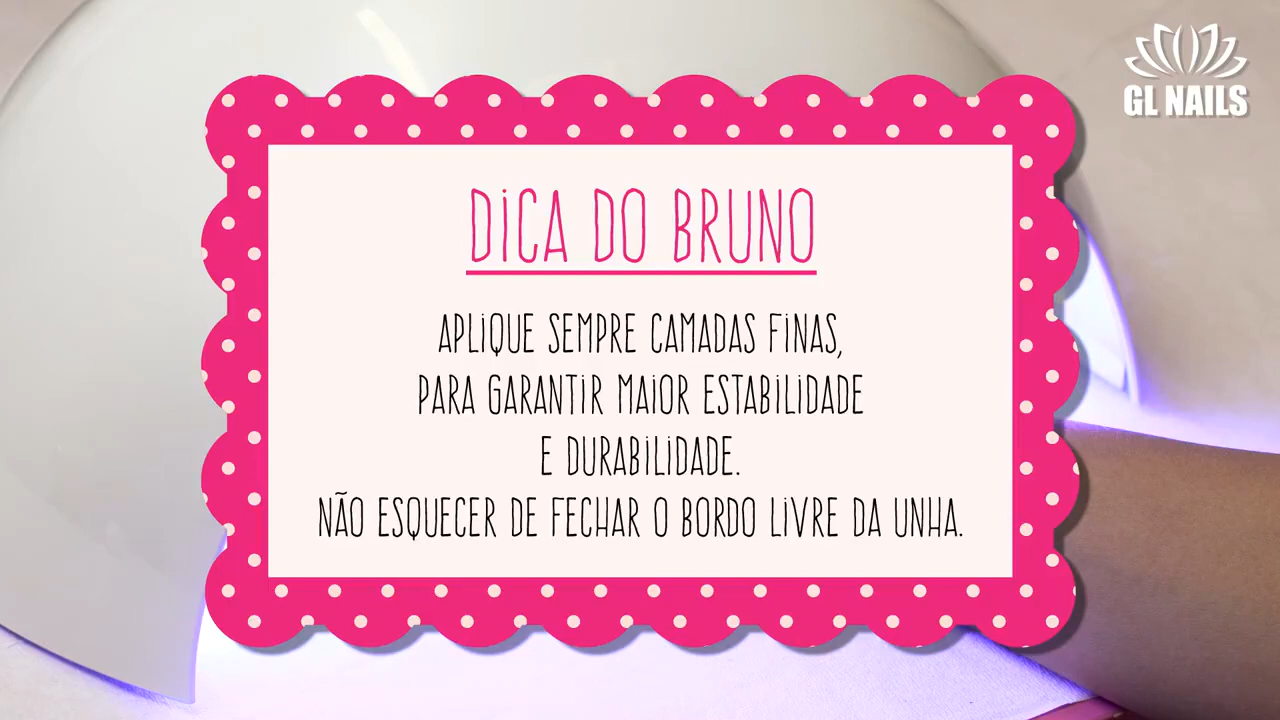 GL NAILS
DICA DO BRUNO
APLIQUE SEMPRE CAMADAS FINAS,
PARA GARANTIR MAIOR ESTABILIDADE
E DURABILIDADE.
NÃO ESQUECER DE FECHAR O BORDO LIVRE DA UNHA.